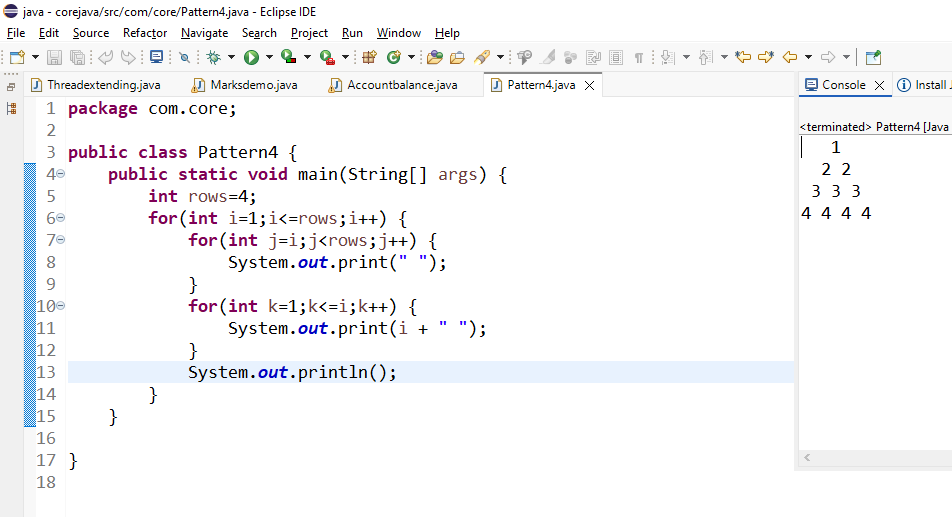 java - corejava/src/com/core/Pattern4.java - Eclipse IDE
File Edit Source Refactor Navigate Search Project Run Window Help
Threadextending.java Marksdemo.java Accountbalance.java Pattern4.java
1 package com.core;
2
3 public class Pattern4 {
4 public static void main(String[] args) {
5 int rows=4;
6 for(int i=1;i<=rows;i++) {
7 for(int j=i;j<rows;j++) {
8 System.out.print(" ");
9 }
10 for(int k=1;k<=i;k++) {
11 System.out.print(i + " ");
12 }
13 System.out.println();
14 }
15 }
16
17 }
18
Console Install J
<terminated> Pattern4 [Java
1
2 2
3 3 3
4 4 4 4